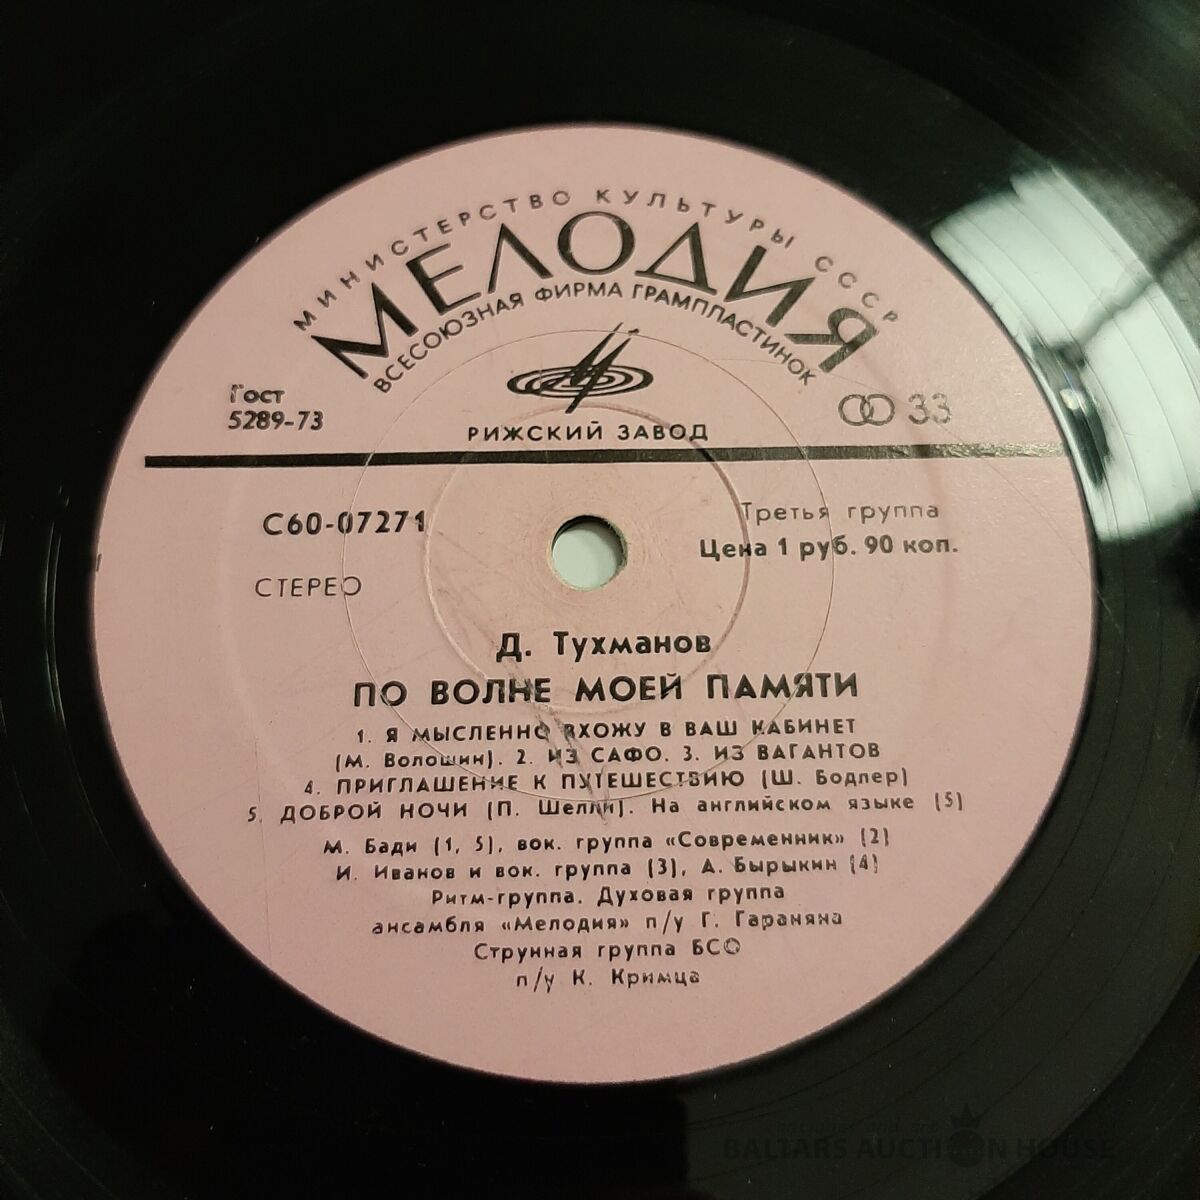 МИНИСТЕРСТВО КУЛЬТУРЫ СССР
МЕЛОДИЯ
ВСЕСОЮЗНАЯ ФИРМА ГРАМПЛАСТИНОК
Гост
5289-73
33
РИЖСКИЙ ЗАВОД
С60-07271
Третья группа
Цена 1 руб. 90 коп.
СТЕРЕО
Д. Тухманов
ПО ВОЛНЕ МОЕЙ ПАМЯТИ
1. Я МЫСЛЕННО ВХОЖУ В ВАШ КАБИНЕТ
(М. Волошин). 2. ИЗ САФО. 3. ИЗ ВАГАНТОВ
4. ПРИГЛАШЕНИЕ К ПУТЕШЕСТВИЮ (Ш. Бодлер)
5. ДОБРОЙ НОЧИ (П. Шелли). На английском языке (5)
М. Бади (1, 5), вок. группа «Современник» (2)
И. Иванов и вок. группа (3), А. Бырыкин (4)
Ритм-группа. Духовая группа
ансамбля «Мелодия» п/у Г. Гараняна
Струнная группа БСО
п/у К. Кримца
BALTARS AUCTION HOUSE